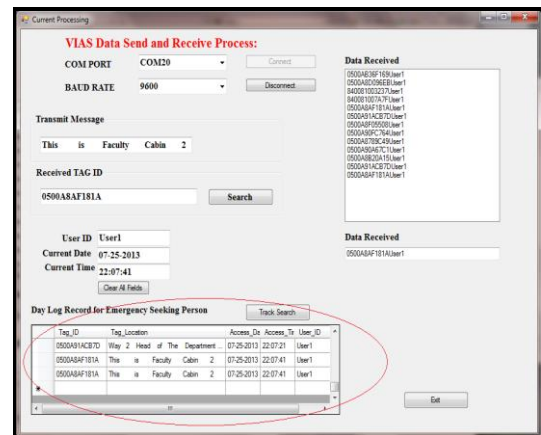 Current Processing
VIAS Data Send and Receive Process:
COM PORT COM20 Connect
BAUD RATE 9600 Disconnect
Transmit Message
This is Faculty Cabin 2
Received TAG ID
0500A8AF181A Search
User ID User1
Current Date 07-25-2013
Current Time 22:07:41
Clear All Fields
Data Received
0500AB36F169User1
0500A8D096EBUser1
840081003237User1
840081007A7FUser1
0500A8AF181AUser1
0500A91ACB7DUser1
0500A8F05508User1
0500A90FC764User1
0500A8789C49User1
0500A90A67C1User1
0500A8B20A15User1
0500A91ACB7DUser1
0500A8AF181AUser1
Data Received
0500A8AF181AUser1
Day Log Record for Emergency Seeking Person Track Search
Tag_ID Tag_Location Access_Da Access_Tir User_ID
0500A91ACB7D Way 2 Head of The Department ... 07-25-2013 22:07:21 User1
0500A8AF181A This is Faculty Cabin 2 07-25-2013 22:07:41 User1
0500A8AF181A This is Faculty Cabin 2 07-25-2013 22:07:41 User1
Exit